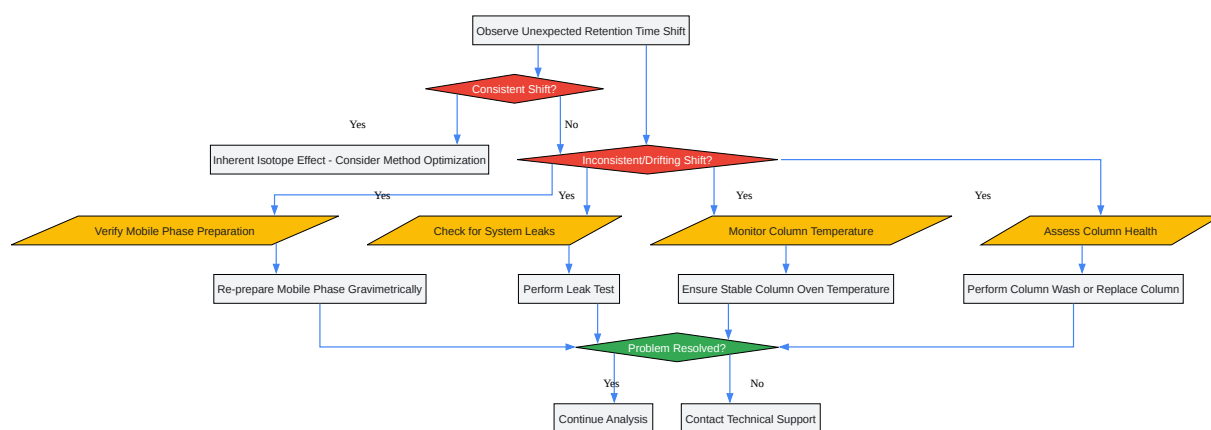 Observe Unexpected Retention Time Shift
Consistent Shift?
Yes
No
Inherent Isotope Effect - Consider Method Optimization
Inconsistent/Drifting Shift?
Yes
Yes
Yes
Yes
Verify Mobile Phase Preparation
Check for System Leaks
Monitor Column Temperature
Assess Column Health
Re-prepare Mobile Phase Gravimetrically
Perform Leak Test
Ensure Stable Column Oven Temperature
Perform Column Wash or Replace Column
Problem Resolved?
Yes
No
Continue Analysis
Contact Technical Support